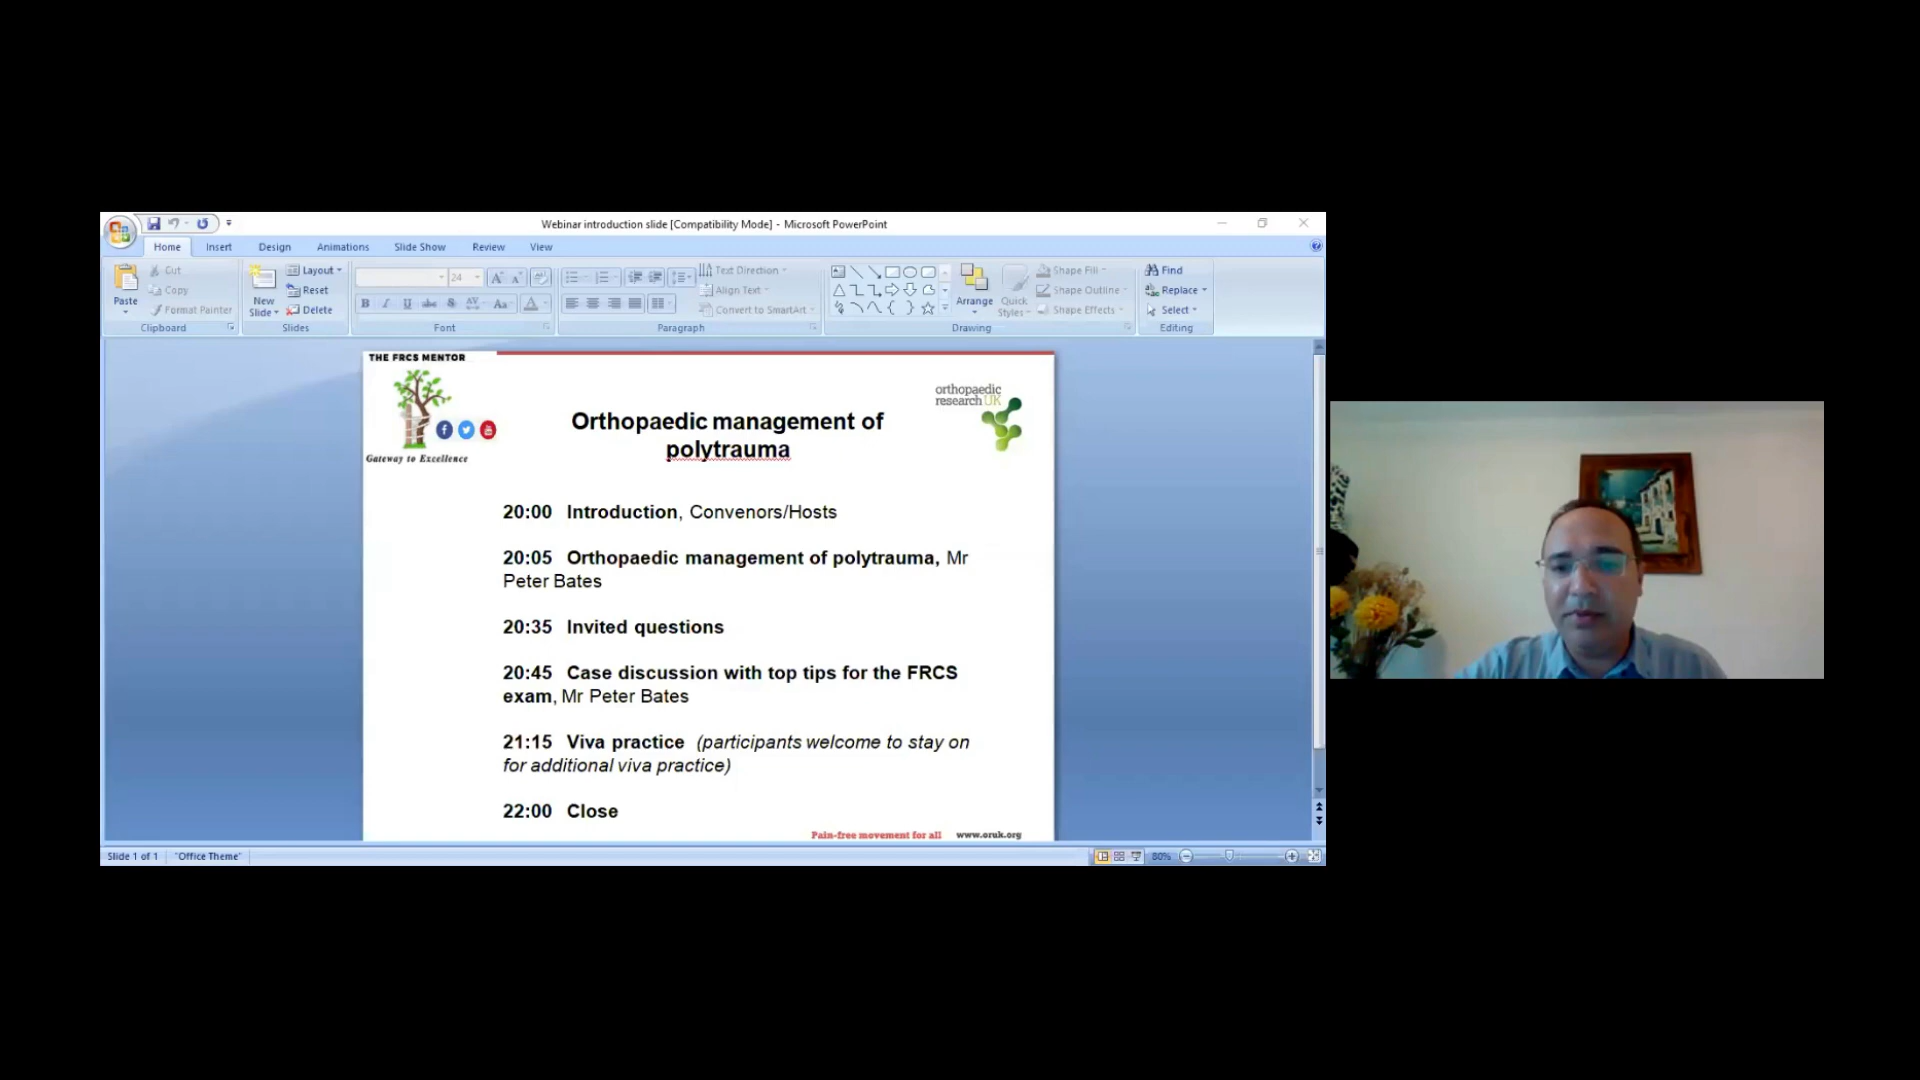 Webinar introduction slide [Compatibility Mode] - Microsoft PowerPoint
Home Insert Design Animations Slide Show Review View
Paste
Cut
Copy
Format Painter
Clipboard
New Slide
Layout
Reset
Delete
Slides
24
Font
Text Direction
Align Text
Convert to SmartArt
Paragraph
Arrange
Quick Styles
Shape Fill
Shape Outline
Shape Effects
Drawing
Find
Replace
Select
Editing
THE FRCS MENTOR
Gateway to Excellence
orthopaedic
research UK
Orthopaedic management of
polytrauma
20:00 Introduction, Convenors/Hosts
20:05 Orthopaedic management of polytrauma, Mr
Peter Bates
20:35 Invited questions
20:45 Case discussion with top tips for the FRCS
exam, Mr Peter Bates
21:15 Viva practice (participants welcome to stay on
for additional viva practice)
22:00 Close
Pain-free movement for all www.oruk.org
Slide 1 of 1 "Office Theme" 80%